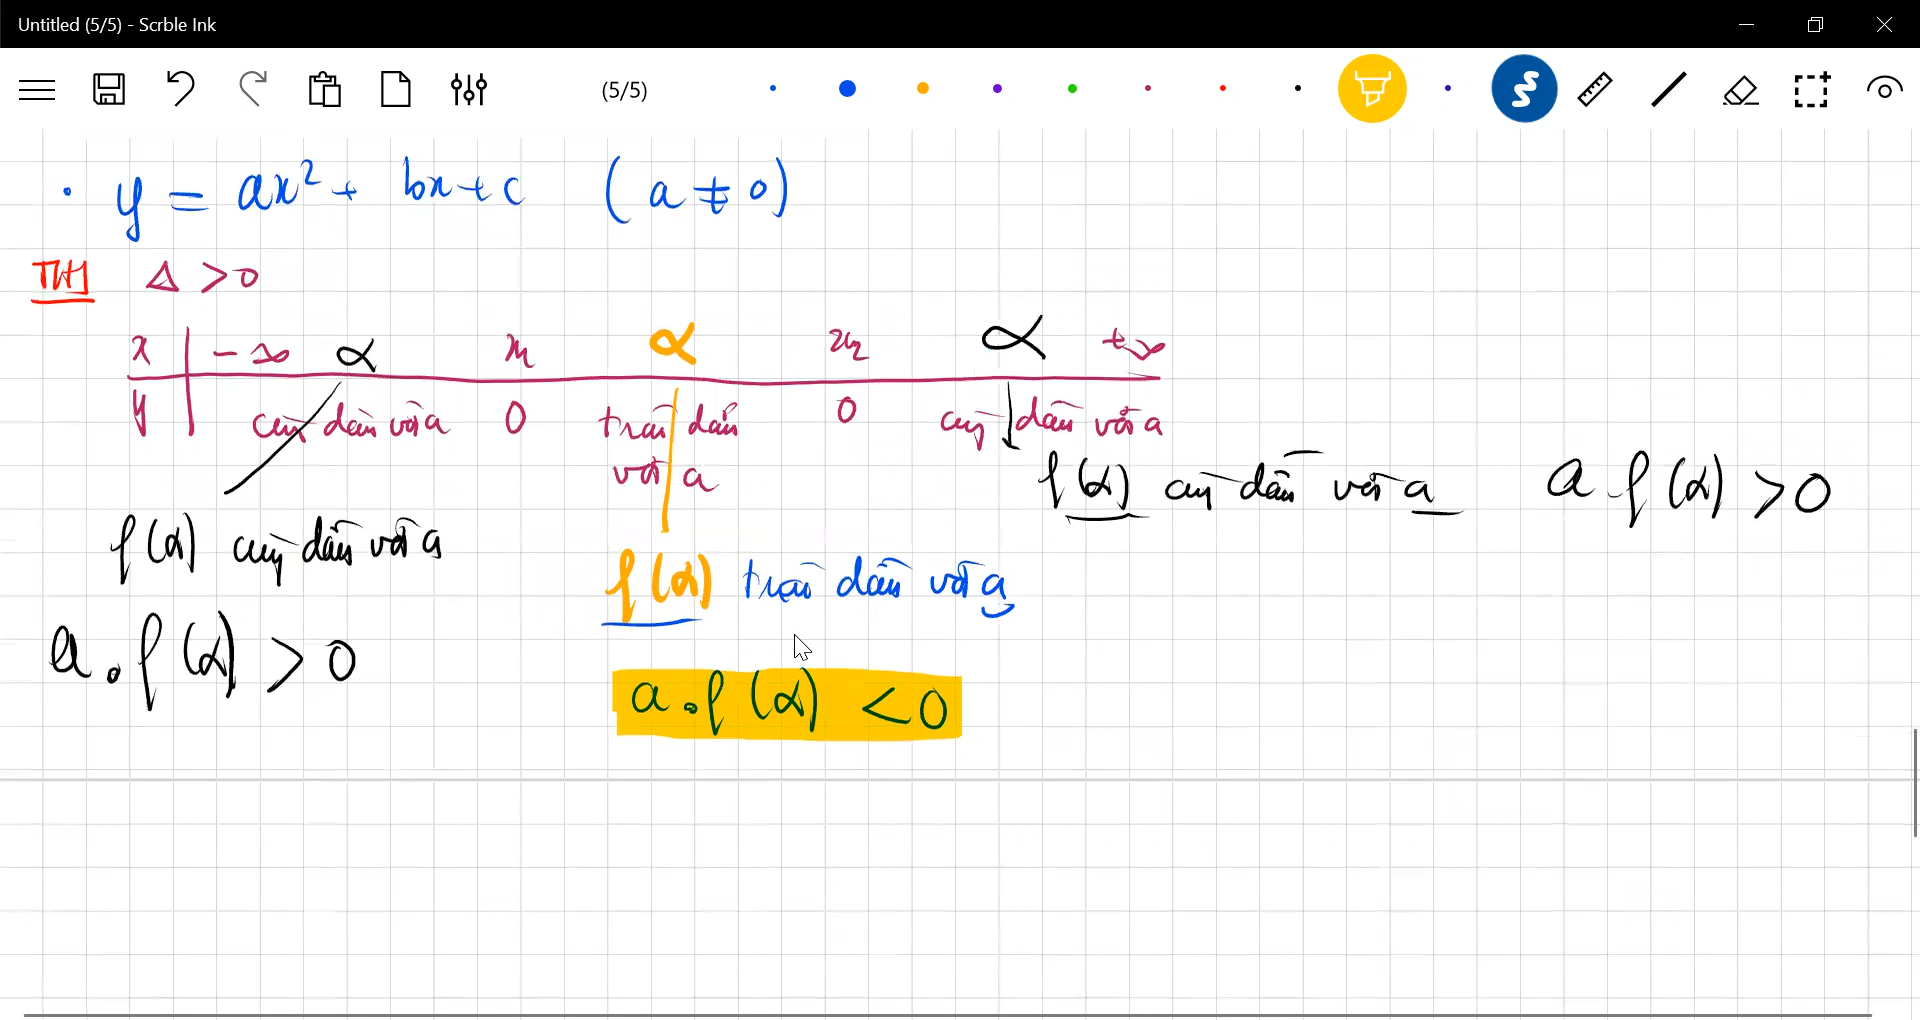 Untitled (5/5) - Scrble Ink
(5/5)
• y = ax² + bx + c (a ≠ 0)
TH1 Δ > 0
x -∞ α x₁ α x₂ α +∞
y cùng dấu với a 0 trái dấu với a 0 cùng dấu với a
f(α) cùng dấu với a a.f(α) > 0
f(α) cùng dấu với a
f(α) trái dấu với a
a.f(α) > 0
a.f(α) < 0